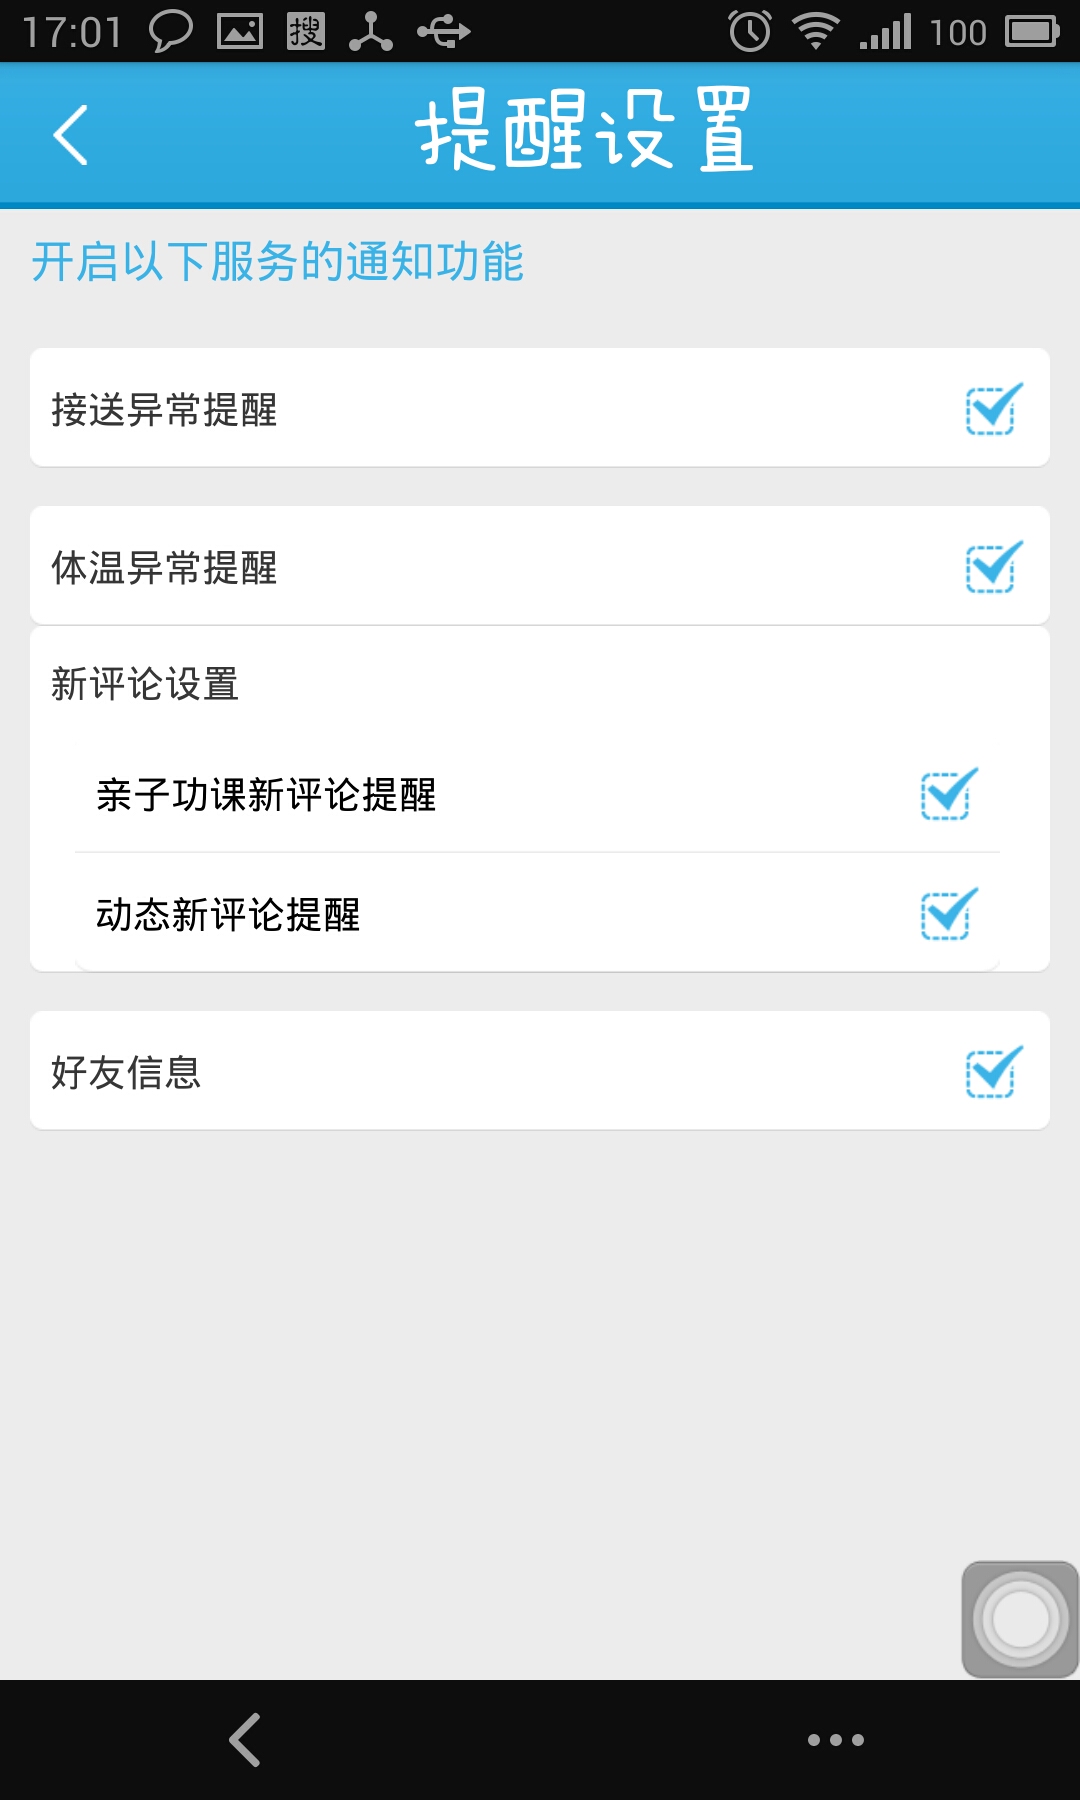 17:01 搜 100
提醒设置
开启以下服务的通知功能
接送异常提醒
体温异常提醒
新评论设置
亲子功课新评论提醒
动态新评论提醒
好友信息